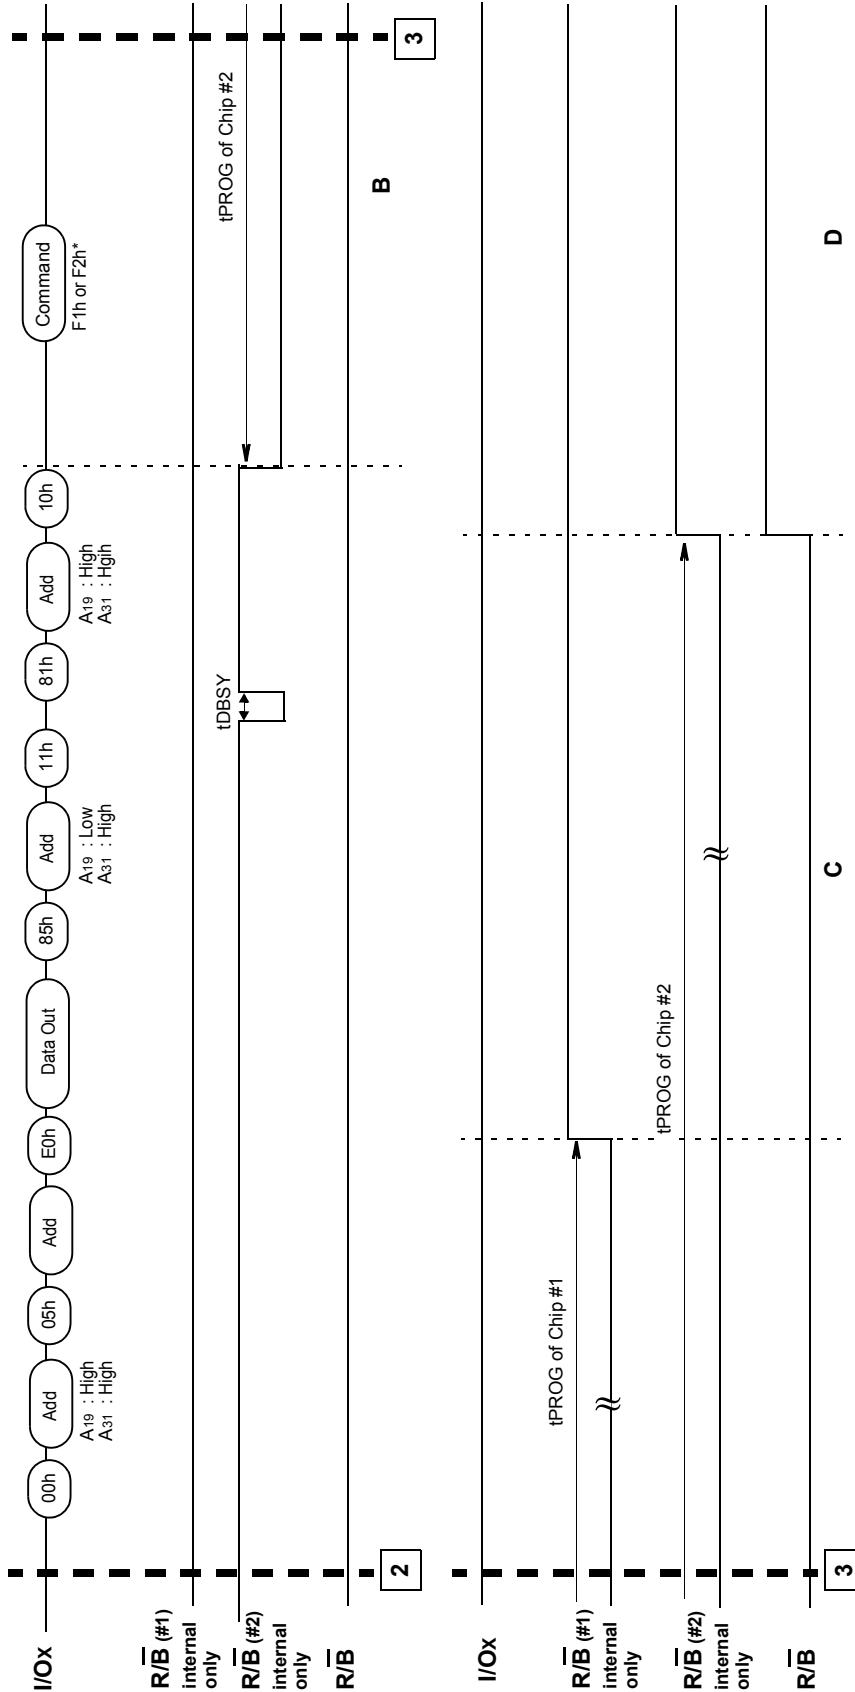 I/Ox
00h
Add
A19 : High
A31 : High
05h
Add
E0h
Data Out
85h
Add
A19 : Low
A31 : High
11h
81h
Add
A19 : High
A31 : Hgih
10h
Command
F1h or F2h*
R/B (#1)
internal
only
R/B (#2)
internal
only
tDBSY
tPROG of Chip #2
R/B
2
B
3
I/Ox
R/B (#1)
internal
only
tPROG of Chip #1
R/B (#2)
internal
only
tPROG of Chip #2
R/B
3
C
D